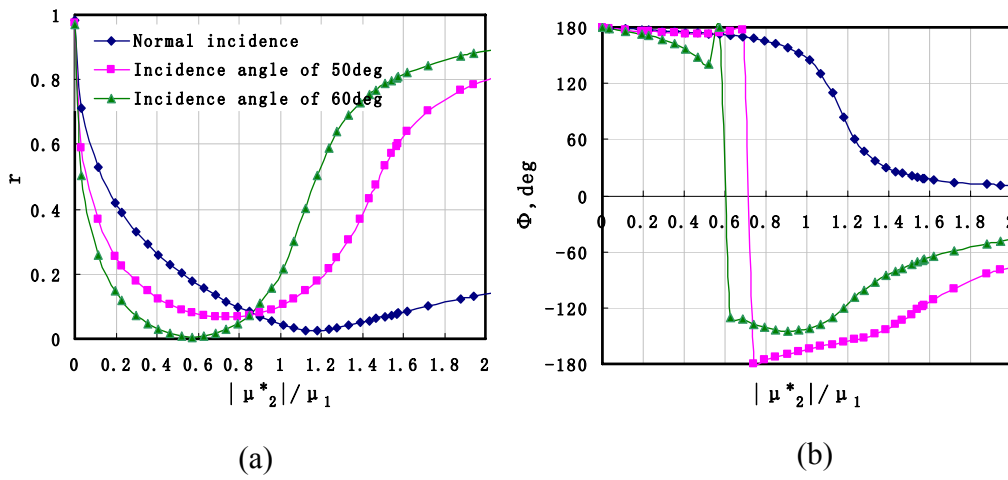 1
0.8
0.6
0.4
0.2
0
r
Normal incidence
Incidence angle of 50deg
Incidence angle of 60deg
0 0.2 0.4 0.6 0.8 1 1.2 1.4 1.6 1.8 2
|μ*2|/μ1
(a)
180
120
60
0
-60
-120
-180
Φ, deg
0 0.2 0.4 0.6 0.8 1 1.2 1.4 1.6 1.8 2
|μ*2|/μ1
(b)